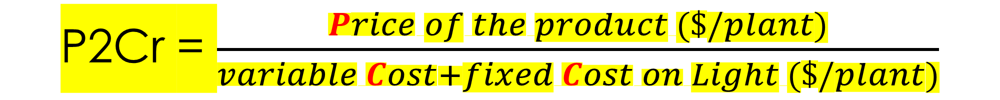 P2Cr =
Price of the product ($/plant)
variable Cost+fixed Cost on Light ($/plant)